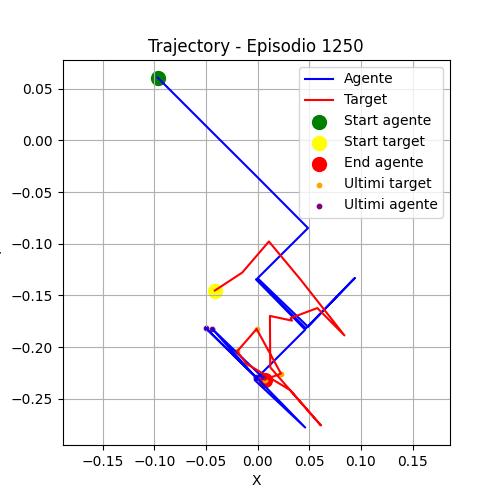 Trajectory - Episodio 1250
Agente
Target
Start agente
Start target
End agente
Ultimi target
Ultimi agente
0.05
0.00
−0.05
−0.10
−0.15
−0.20
−0.25
−0.15
−0.10
−0.05
0.00
0.05
0.10
0.15
X